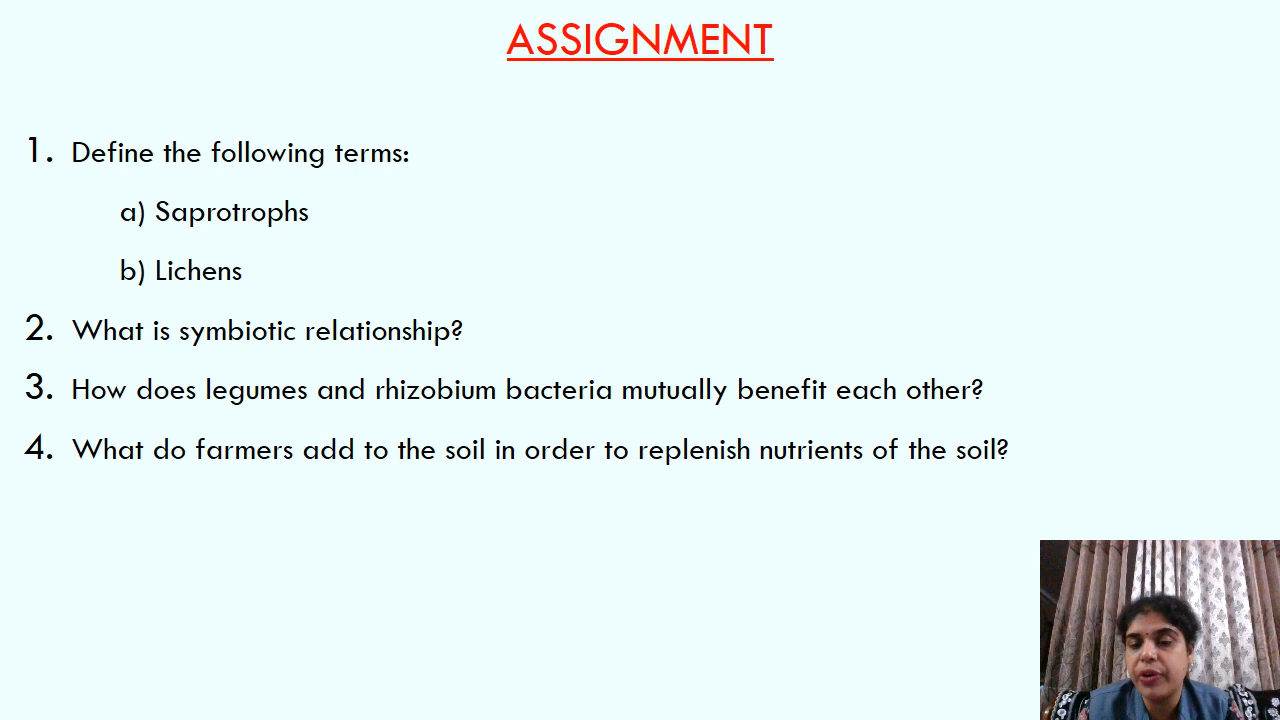 ASSIGNMENT
1. Define the following terms:
a) Saprotrophs
b) Lichens
2. What is symbiotic relationship?
3. How does legumes and rhizobium bacteria mutually benefit each other?
4. What do farmers add to the soil in order to replenish nutrients of the soil?